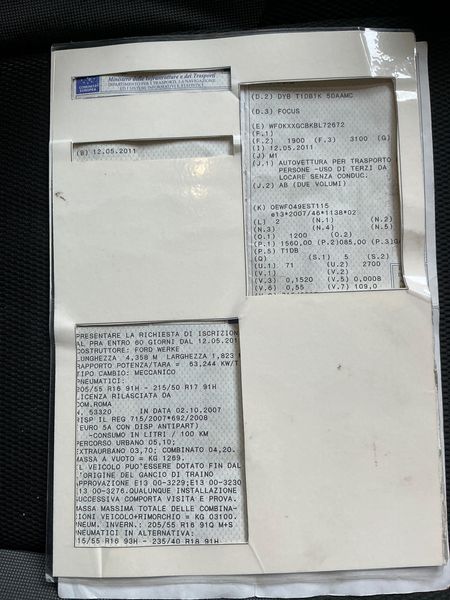 COMUNITÀ EUROPEA
Ministero delle Infrastrutture e dei Trasporti
DIPARTIMENTO PER I TRASPORTI, LA NAVIGAZIONE
ED I SISTEMI INFORMATIVI E STATISTICI
(B) 12.05.2011
(D.2) DYB T1DB1K 5DAAMC
(D.3) FOCUS
(E) WF0KXXGCBKBL72672
(F.1)
(F.2) 1900 (F.3) 3100 (G)
(I) 12.05.2011
(J) M1
(J.1) AUTOVETTURA PER TRASPORTO
PERSONE -USO DI TERZI DA
LOCARE SENZA CONDUC.
(J.2) AB (DUE VOLUMI)
(K) OEWF049EST115
e13*2007/46*1138*02
(L) 2 (N.1) (N.2)
(N.3) (N.4) (N.5)
(O.1) 1200 (O.2)
(P.1) 1560,00 (P.2)085,00 (P.3)G
(P.5) T1DB
(Q) (S.1) 5 (S.2)
(U.1) 71 (U.2) 2700
(V.1) (V.2)
(V.3) 0,1520 (V.5) 0,0008
(V.6) 0,55 (V.7) 109,0
PRESENTARE LA RICHIESTA DI ISCRIZION
AL PRA ENTRO 60 GIORNI DAL 12.05.201
COSTRUTTORE: FORD WERKE
LUNGHEZZA 4,358 M LARGHEZZA 1,823
RAPPORTO POTENZA/TARA = 63,244 KW/T
TIPO CAMBIO: MECCANICO
PNEUMATICI:
205/55 R16 91H - 215/50 R17 91H
LICENZA RILASCIATA DA
COM.ROMA
N. 53320 IN DATA 02.10.2007
RISP IL REG 715/2007*692/2008
(EURO 5A CON DISP ANTIPART)
-CONSUMO IN LITRI / 100 KM
PERCORSO URBANO 05,10;
EXTRAURBANO 03,70; COMBINATO 04,20.
MASSA A VUOTO = KG 1269.
IL VEICOLO PUO'ESSERE DOTATO FIN DAL
L'ORIGINE DEL GANCIO DI TRAINO
APPROVAZIONE E13 00-3229;E13 00-3230
E13 00-3276.QUALUNQUE INSTALLAZIONE
SUCCESSIVA COMPORTA VISITA E PROVA.
MASSA MASSIMA TOTALE DELLE COMBINA-
ZIONI VEICOLO+RIMORCHIO = KG 03100.
PNEUM. INVERN.: 205/55 R16 91Q M+S
PNEUMATICI IN ALTERNATIVA:
215/55 R16 93H - 235/40 R18 91H